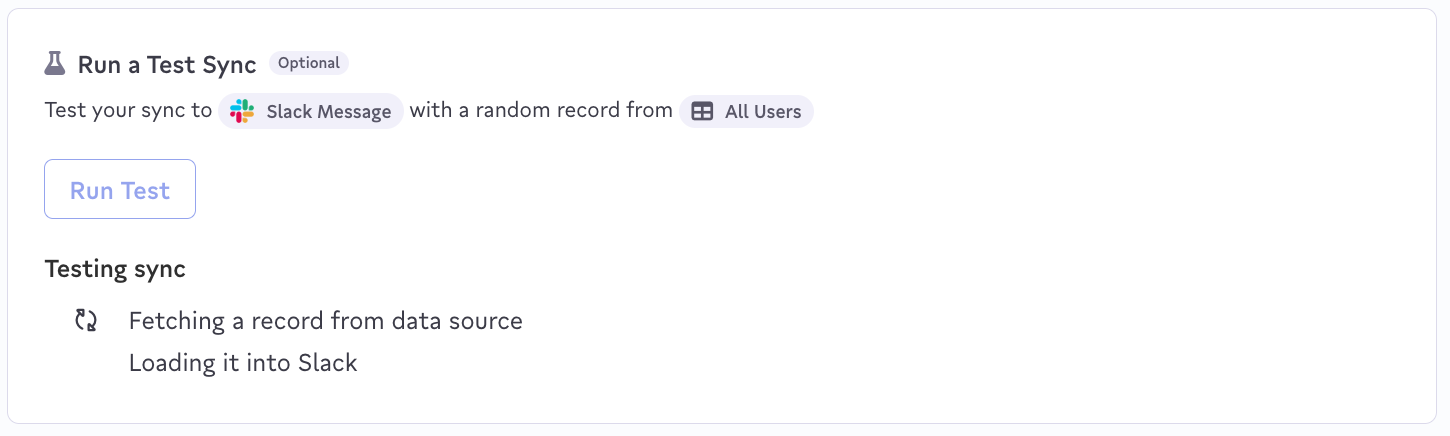 Run a Test Sync Optional
Test your sync to Slack Message with a random record from All Users
Run Test
Testing sync
Fetching a record from data source
Loading it into Slack